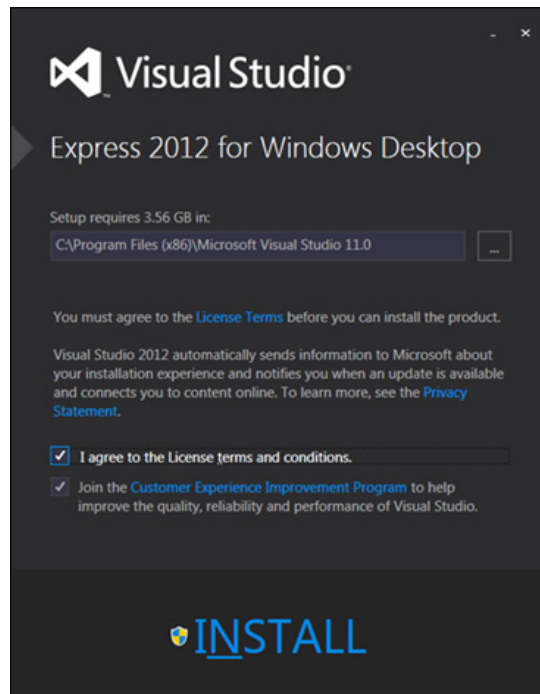 Visual Studio
Express 2012 for Windows Desktop
Setup requires 3.56 GB in:
C:\Program Files (x86)\Microsoft Visual Studio 11.0
...
You must agree to the License Terms before you can install the product.
Visual Studio 2012 automatically sends information to Microsoft about
your installation experience and notifies you when an update is available
and connects you to content online. To learn more, see the Privacy
Statement.
I agree to the License terms and conditions.
Join the Customer Experience Improvement Program to help
improve the quality, reliability and performance of Visual Studio.
INSTALL